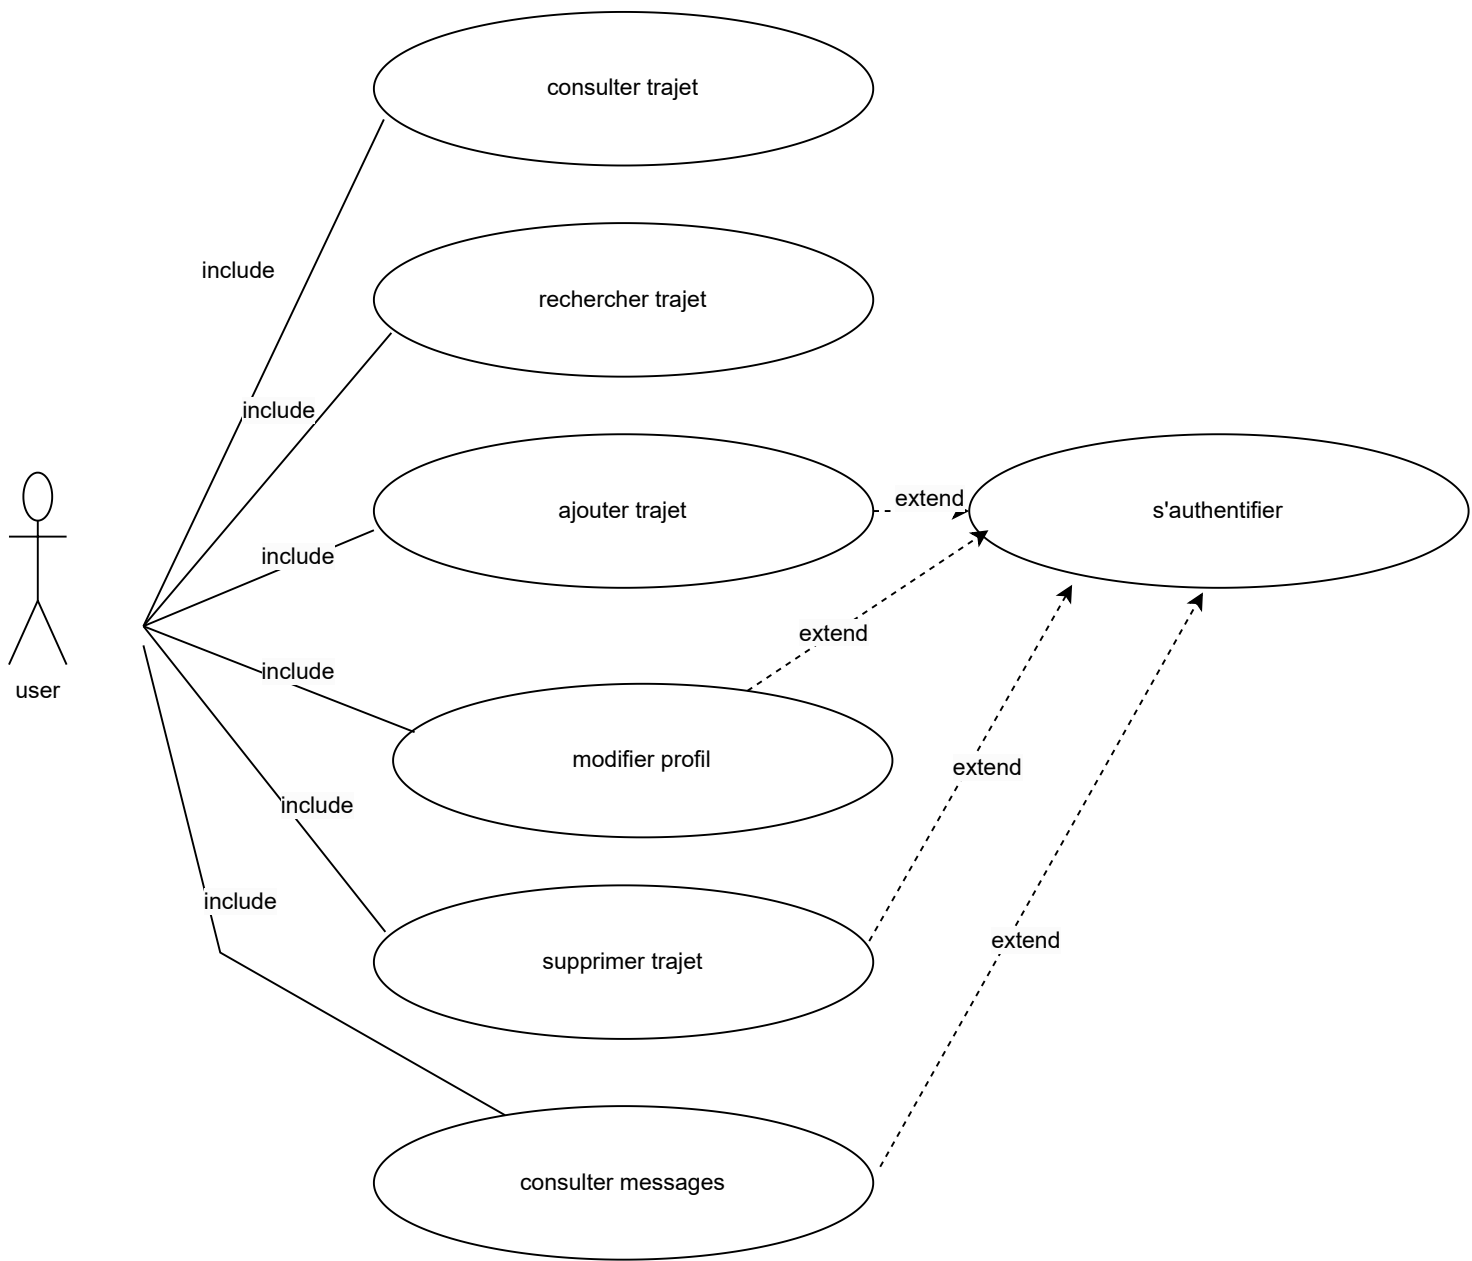 consulter trajet
include
rechercher trajet
include
ajouter trajet
extend
s'authentifier
include
extend
include
user
modifier profil
extend
include
include
extend
supprimer trajet
consulter messages